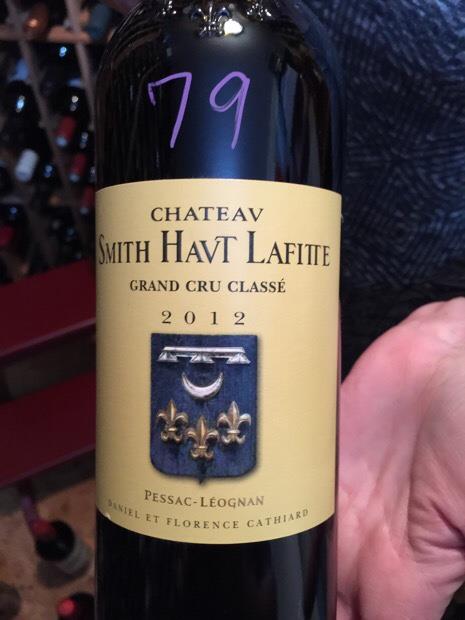 79
CHATEAV
SMITH HAVT LAFITTE
GRAND CRU CLASSÉ
2012
PESSAC-LÉOGNAN
DANIEL ET FLORENCE CATHIARD